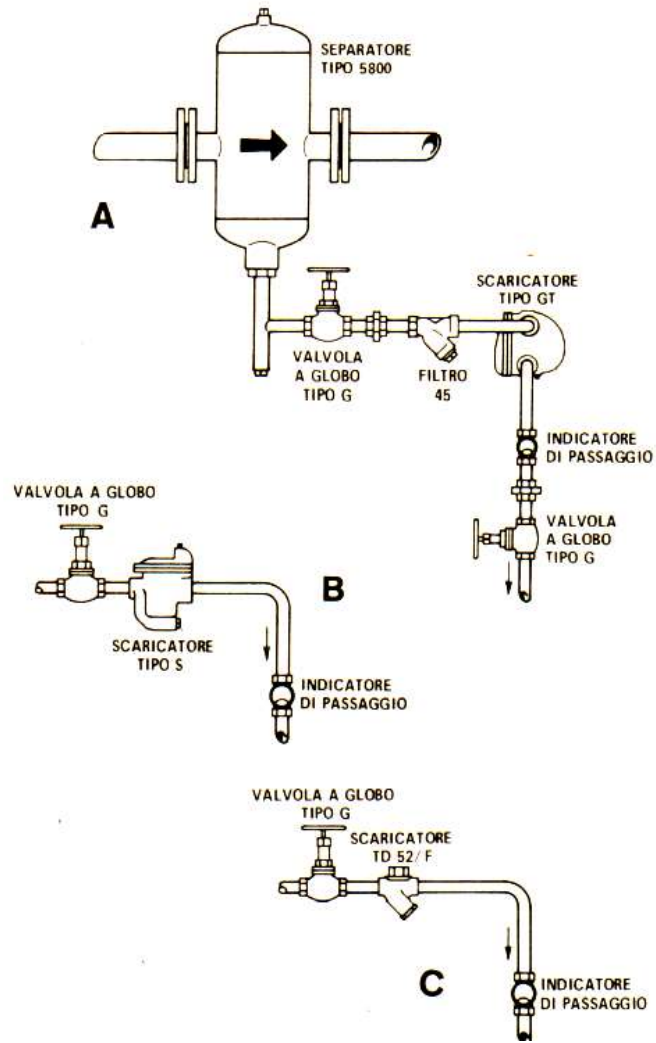 SEPARATORE
TIPO 5800
A
SCARICATORE
TIPO GT
VALVOLA
A GLOBO
TIPO G
FILTRO
45
INDICATORE
DI PASSAGGIO
VALVOLA
A GLOBO
TIPO G
VALVOLA A GLOBO
TIPO G
B
SCARICATORE
TIPO S
INDICATORE
DI PASSAGGIO
VALVOLA A GLOBO
TIPO G
SCARICATORE
TD 52/F
C
INDICATORE
DI PASSAGGIO